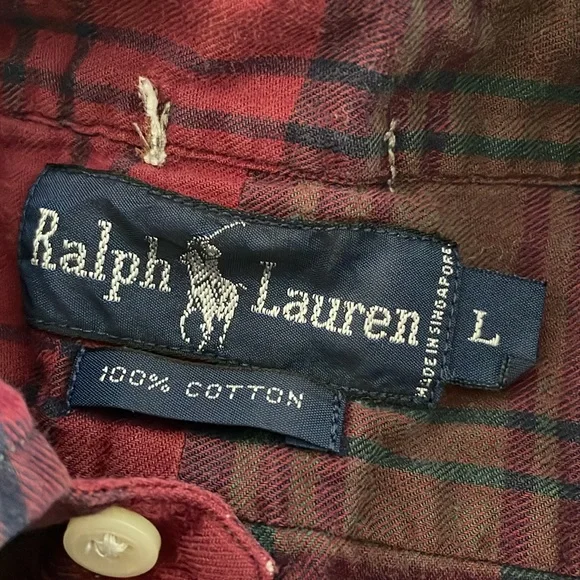 Ralph Lauren
MADE IN SINGAPORE
L
100% COTTON